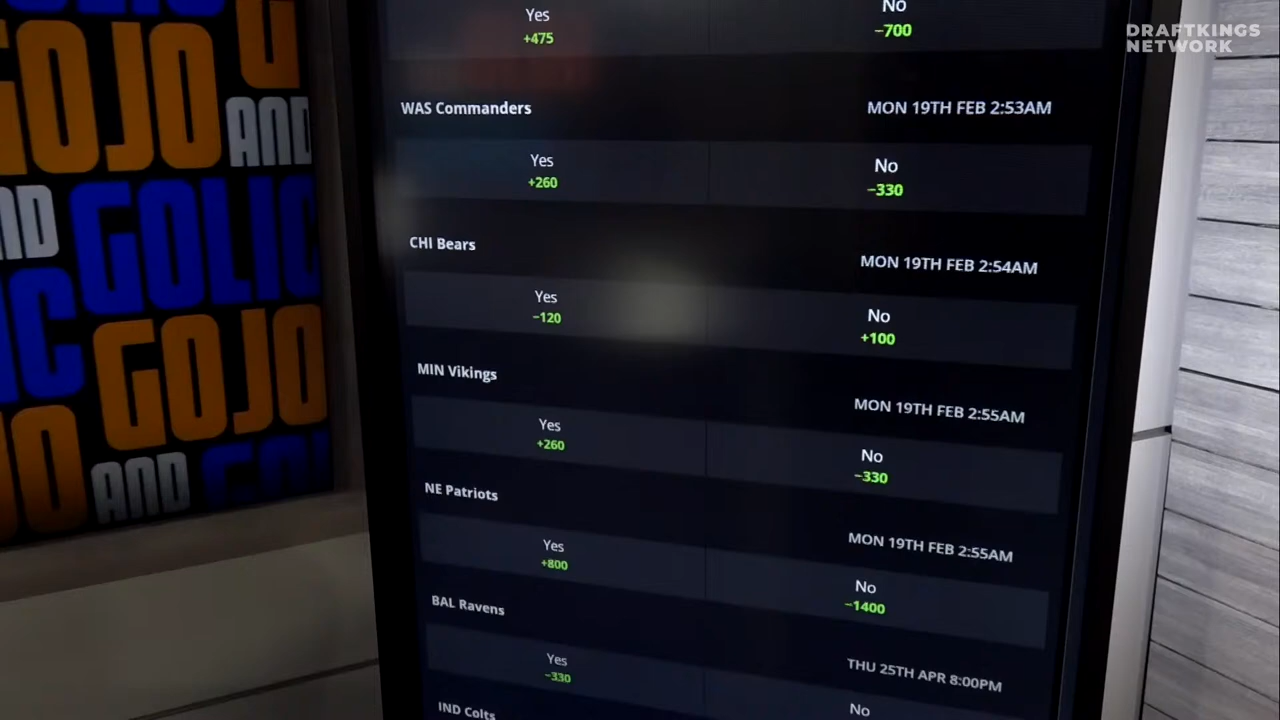 DRAFTKINGS
NETWORK
GOJO
AND
AND
GOLIC
GOJO
AND
Yes
No
+475
−700
WAS Commanders
MON 19TH FEB 2:53AM
Yes
No
+260
−330
CHI Bears
MON 19TH FEB 2:54AM
Yes
No
−120
+100
MIN Vikings
MON 19TH FEB 2:55AM
Yes
No
+260
−330
NE Patriots
MON 19TH FEB 2:55AM
Yes
No
+800
−1400
BAL Ravens
THU 25TH APR 8:00PM
Yes
No
−330
IND Colts